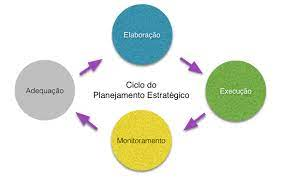 Elaboração
Ciclo do
Planejamento Estratégico
Adequação
Execução
Monitoramento